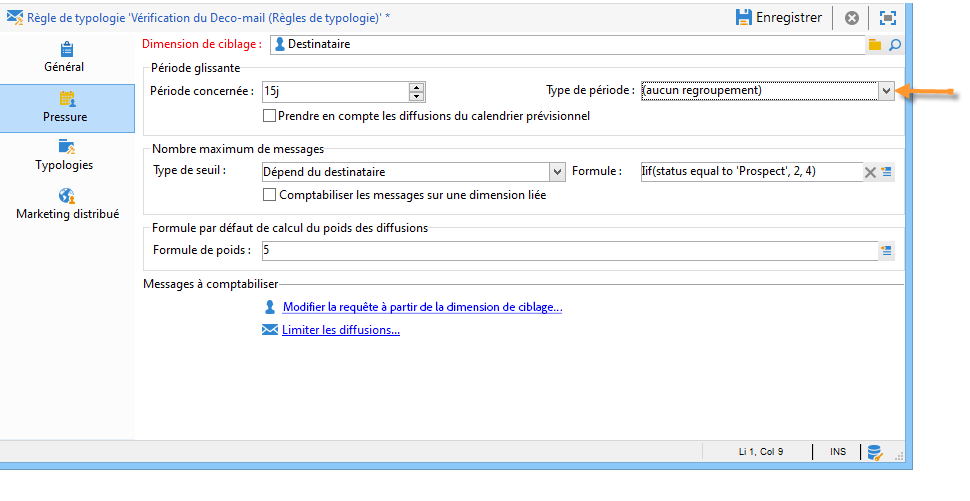 Règle de typologie 'Vérification du Deco-mail (Règles de typologie)' *
Enregistrer
Général
Pressure
Typologies
Marketing distribué
Dimension de ciblage : Destinataire
Période glissante
Période concernée : 15j
Type de période : (aucun regroupement)
Prendre en compte les diffusions du calendrier prévisionnel
Nombre maximum de messages
Type de seuil : Dépend du destinataire
Formule : Iif(status equal to 'Prospect', 2, 4)
Comptabiliser les messages sur une dimension liée
Formule par défaut de calcul du poids des diffusions
Formule de poids : 5
Messages à comptabiliser
Modifier la requête à partir de la dimension de ciblage...
Limiter les diffusions...
Li 1, Col 9
INS